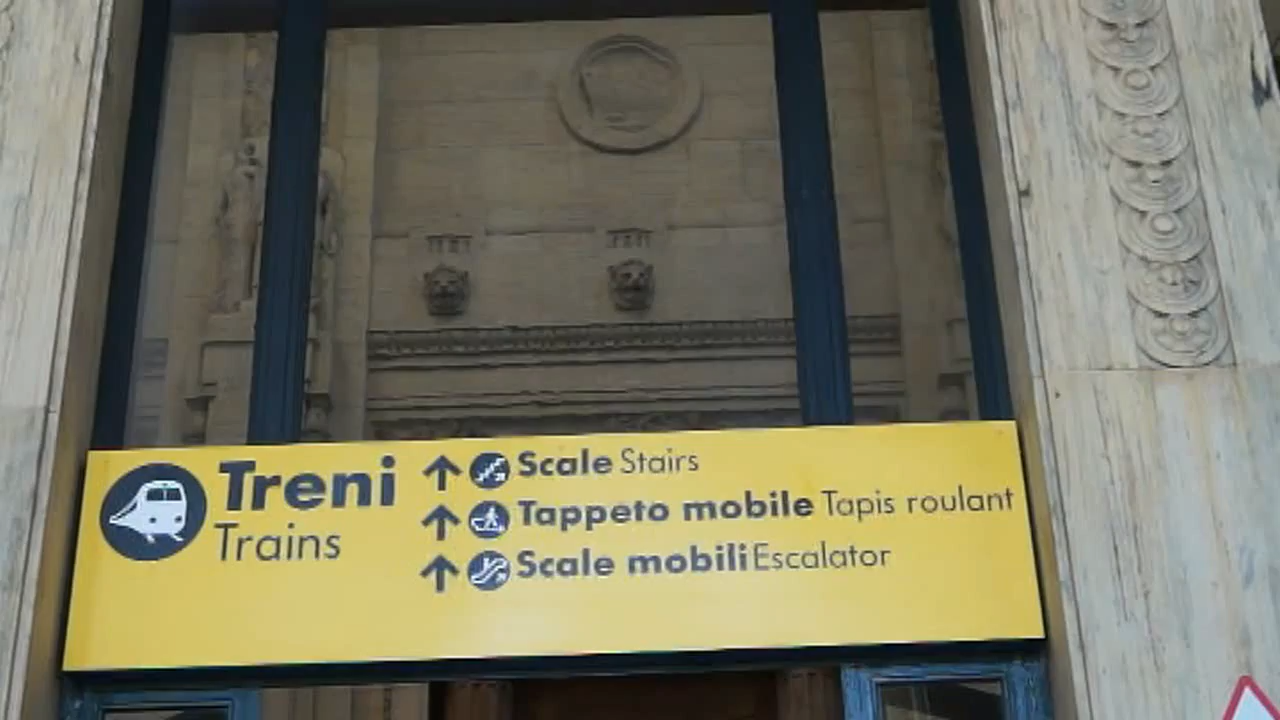 Treni
Trains
Scale Stairs
Tappeto mobile Tapis roulant
Scale mobili Escalator